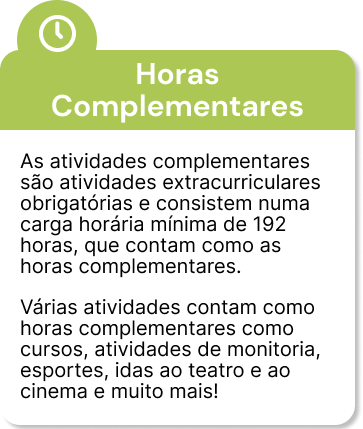 Horas
Complementares
As atividades complementares
são atividades extracurriculares
obrigatórias e consistem numa
carga horária mínima de 192
horas, que contam como as
horas complementares.
Várias atividades contam como
horas complementares como
cursos, atividades de monitoria,
esportes, idas ao teatro e ao
cinema e muito mais!